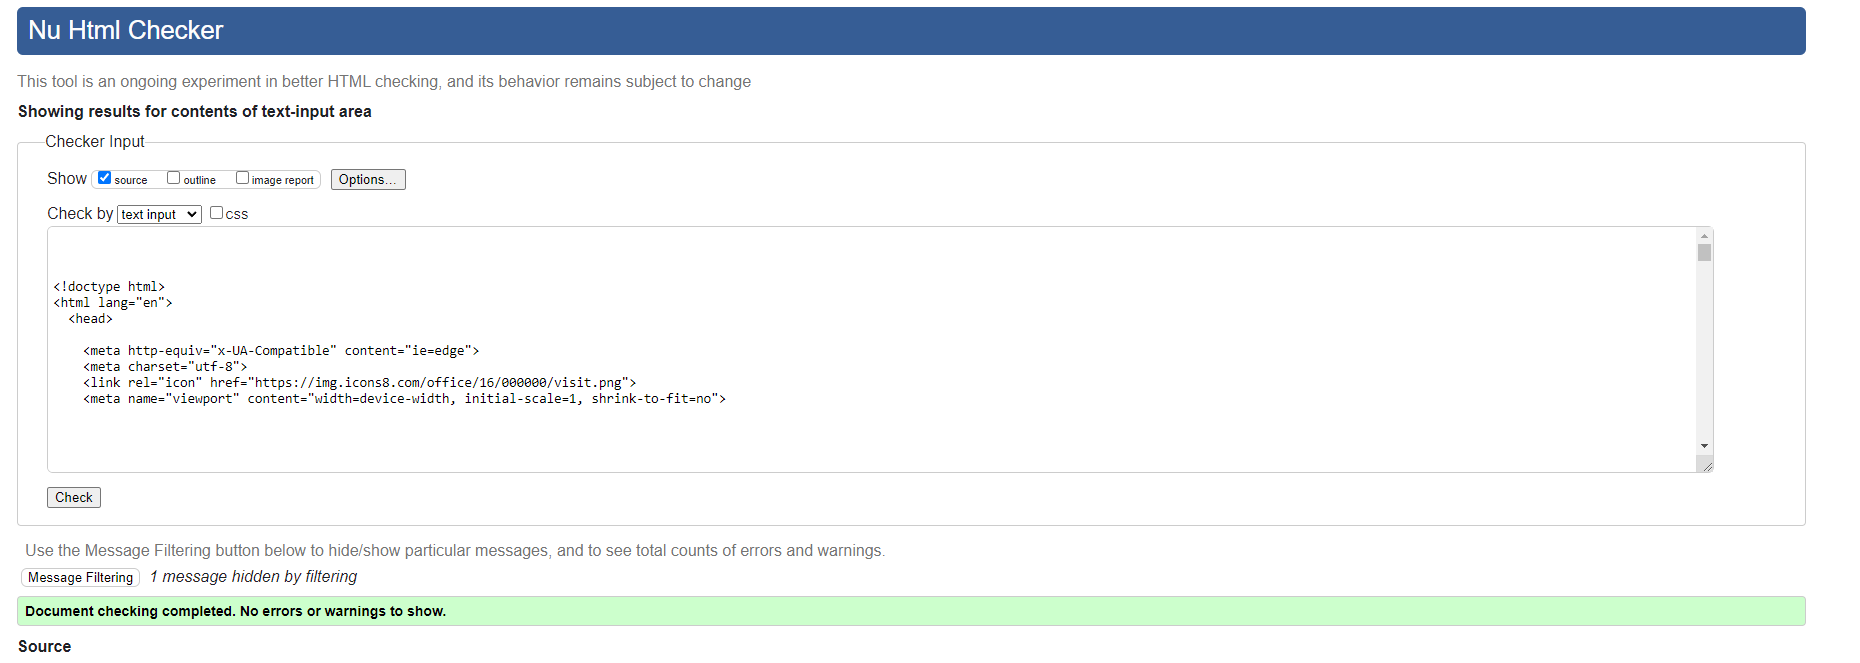 Nu Html Checker
This tool is an ongoing experiment in better HTML checking, and its behavior remains subject to change
Showing results for contents of text-input area
Checker Input
Show source outline image report Options...
Check by text input css
<!doctype html>
<html lang="en">
<head>
<meta http-equiv="x-UA-Compatible" content="ie=edge">
<meta charset="utf-8">
<link rel="icon" href="https://img.icons8.com/office/16/000000/visit.png">
<meta name="viewport" content="width=device-width, initial-scale=1, shrink-to-fit=no">
Check
Use the Message Filtering button below to hide/show particular messages, and to see total counts of errors and warnings.
Message Filtering 1 message hidden by filtering
Document checking completed. No errors or warnings to show.
Source